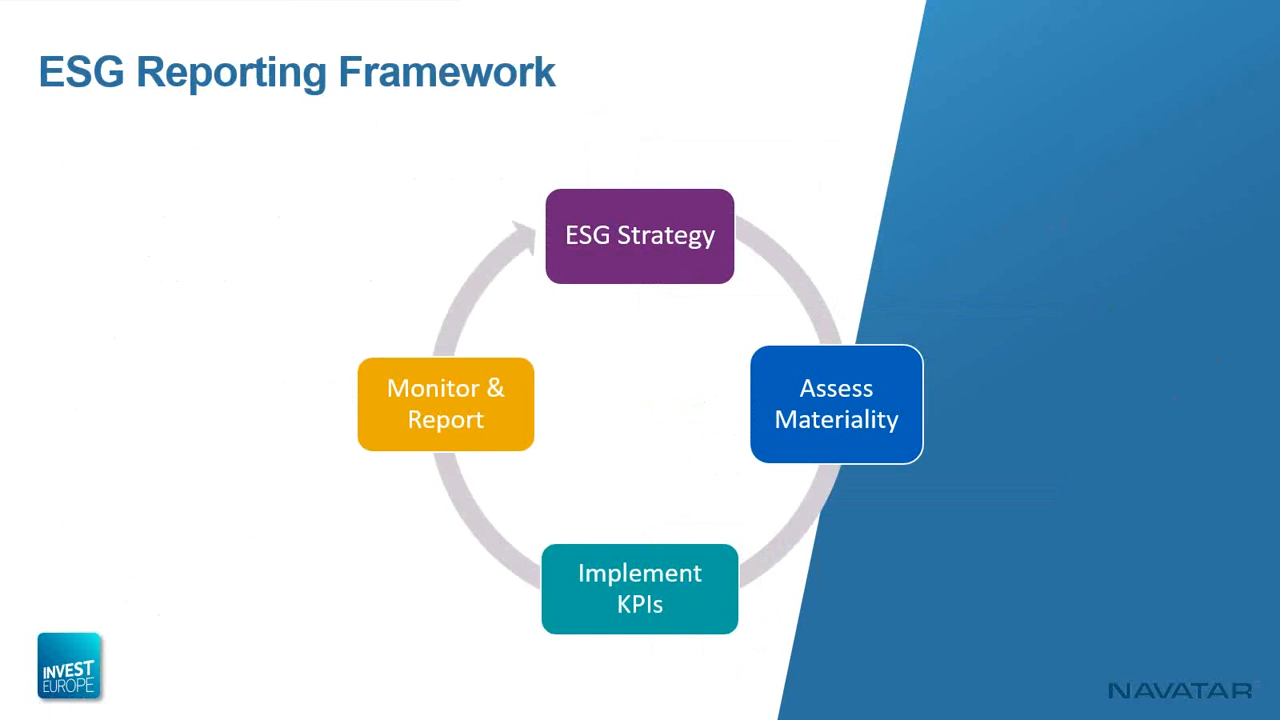 ESG Reporting Framework
ESG Strategy
Monitor &
Report
Assess
Materiality
Implement
KPIs
INVEST
EUROPE
NAVATAR